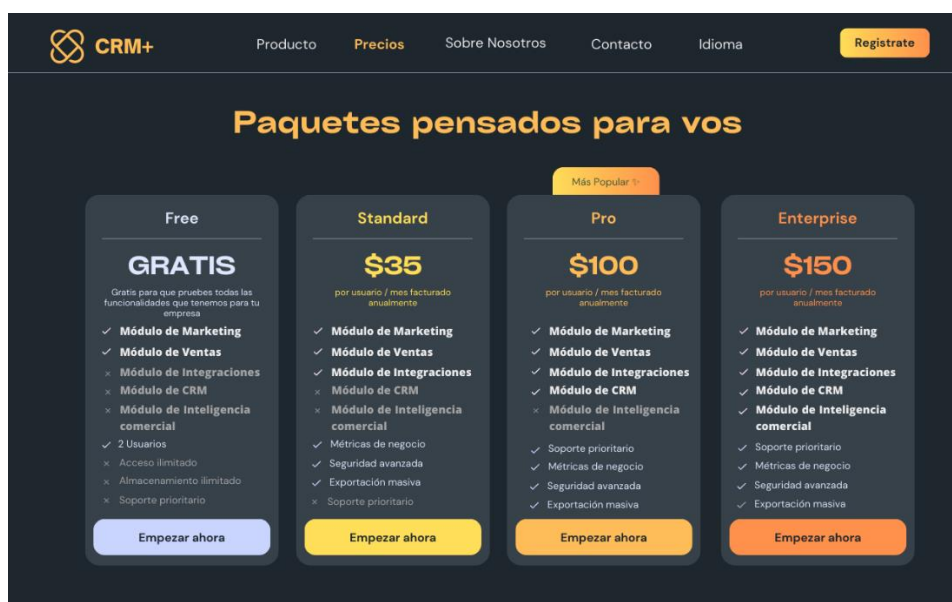 CRM+
Producto
Precios
Sobre Nosotros
Contacto
Idioma
Registrate
Paquetes pensados para vos
Free
GRATIS
Gratis para que pruebes todas las
funcionalidades que tenemos para tu
empresa
Módulo de Marketing
Módulo de Ventas
Módulo de Integraciones
Módulo de CRM
Módulo de Inteligencia
comercial
2 Usuarios
Acceso ilimitado
Almacenamiento ilimitado
Soporte prioritario
Empezar ahora
Standard
$35
por usuario / mes facturado
anualmente
Módulo de Marketing
Módulo de Ventas
Módulo de Integraciones
Módulo de CRM
Módulo de Inteligencia
comercial
Métricas de negocio
Seguridad avanzada
Exportación masiva
Soporte prioritario
Empezar ahora
Más Popular ✨
Pro
$100
por usuario / mes facturado
anualmente
Módulo de Marketing
Módulo de Ventas
Módulo de Integraciones
Módulo de CRM
Módulo de Inteligencia
comercial
Soporte prioritario
Métricas de negocio
Seguridad avanzada
Exportación masiva
Empezar ahora
Enterprise
$150
por usuario / mes facturado
anualmente
Módulo de Marketing
Módulo de Ventas
Módulo de Integraciones
Módulo de CRM
Módulo de Inteligencia
comercial
Soporte prioritario
Métricas de negocio
Seguridad avanzada
Exportación masiva
Empezar ahora